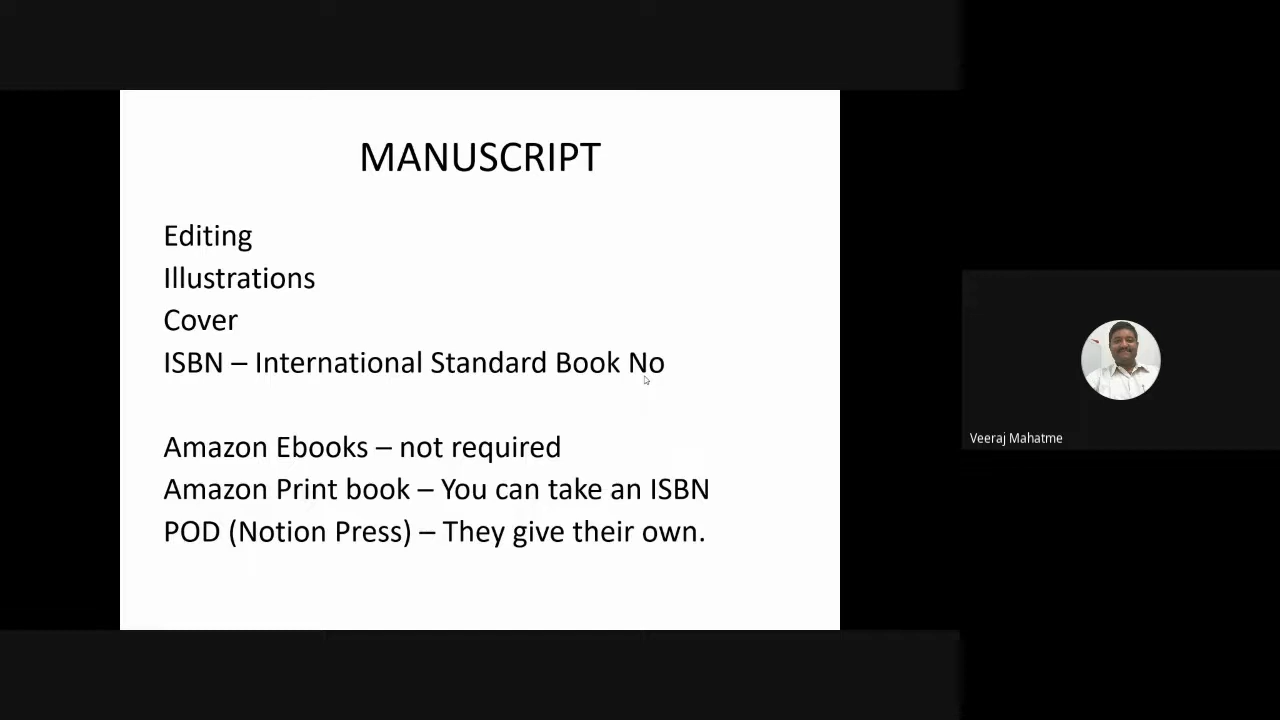 MANUSCRIPT
Editing
Illustrations
Cover
ISBN – International Standard Book No
Amazon Ebooks – not required
Amazon Print book – You can take an ISBN
POD (Notion Press) – They give their own.
Veeraj Mahatme